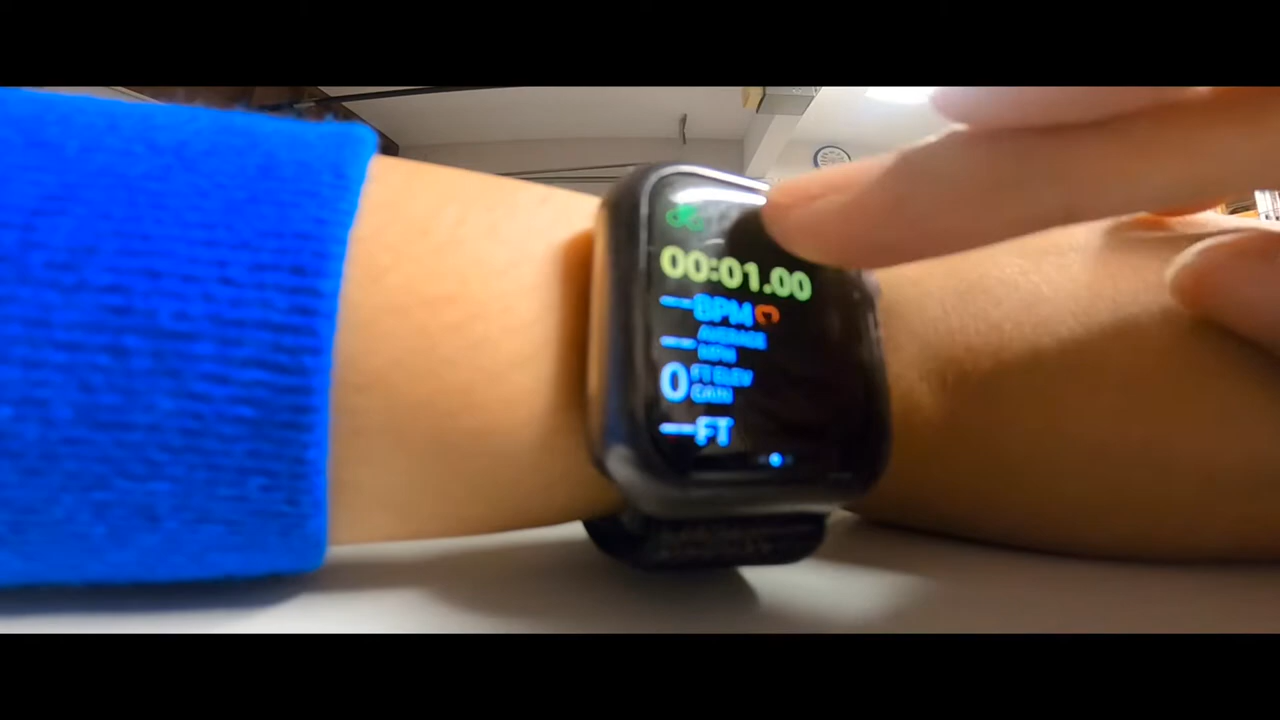 00:01.00
--BPM
--AVERAGE
MPH
0 FT ELEV
GAIN
--FT